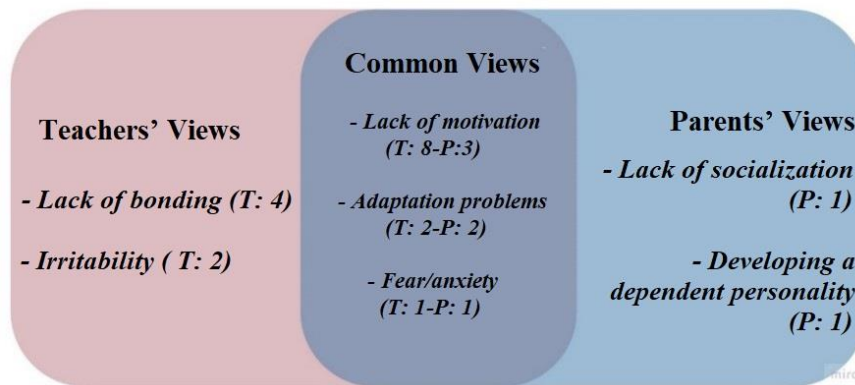 Teachers' Views
- Lack of bonding (T: 4)
- Irritability ( T: 2)
Common Views
- Lack of motivation
(T: 8-P:3)
- Adaptation problems
(T: 2-P: 2)
- Fear/anxiety
(T: 1-P: 1)
Parents' Views
- Lack of socialization
(P: 1)
- Developing a
dependent personality
(P: 1)